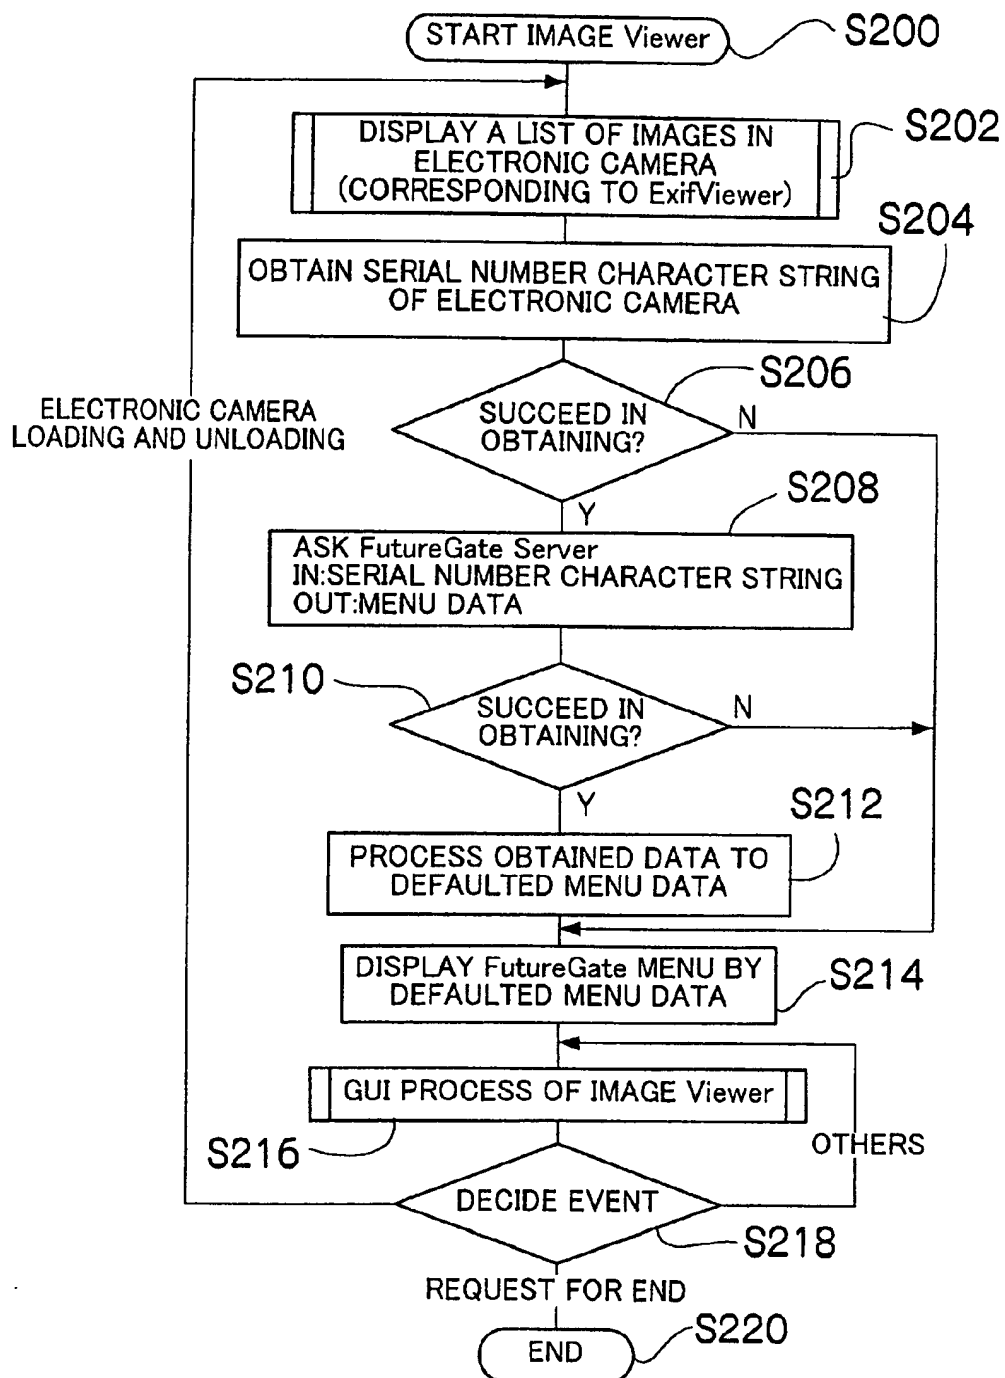 START IMAGE Viewer
S200
DISPLAY A LIST OF IMAGES IN
ELECTRONIC CAMERA
(CORRESPONDING TO ExifViewer)
S202
S204
OBTAIN SERIAL NUMBER CHARACTER STRING
OF ELECTRONIC CAMERA
S206
ELECTRONIC CAMERA
LOADING AND UNLOADING
SUCCEED IN
OBTAINING?
N
Y
S208
ASK FutureGate Server
IN:SERIAL NUMBER CHARACTER STRING
OUT:MENU DATA
S210
SUCCEED IN
OBTAINING?
N
Y
S212
PROCESS OBTAINED DATA TO
DEFAULTED MENU DATA
DISPLAY FutureGate MENU BY
DEFAULTED MENU DATA
S214
GUI PROCESS OF IMAGE Viewer
S216
OTHERS
DECIDE EVENT
S218
REQUEST FOR END
S220
END